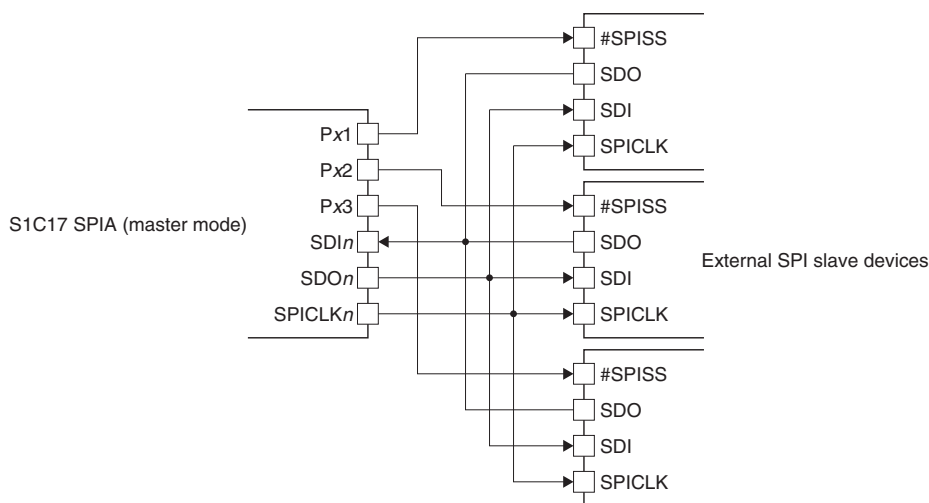 #SPISS
SDO
SDI
SPICLK
Px1
Px2
Px3
SDIn
SDOn
SPICLKn
S1C17 SPIA (master mode)
#SPISS
SDO
SDI
SPICLK
External SPI slave devices
#SPISS
SDO
SDI
SPICLK